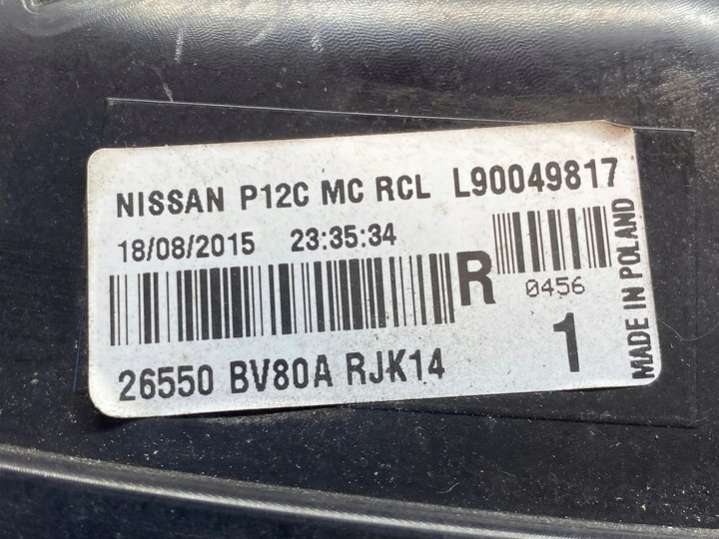 NISSAN P12C MC RCL L90049817
18/08/2015 23:35:34
R
0456
26550 BV80A RJK14
1
MADE IN POLAND